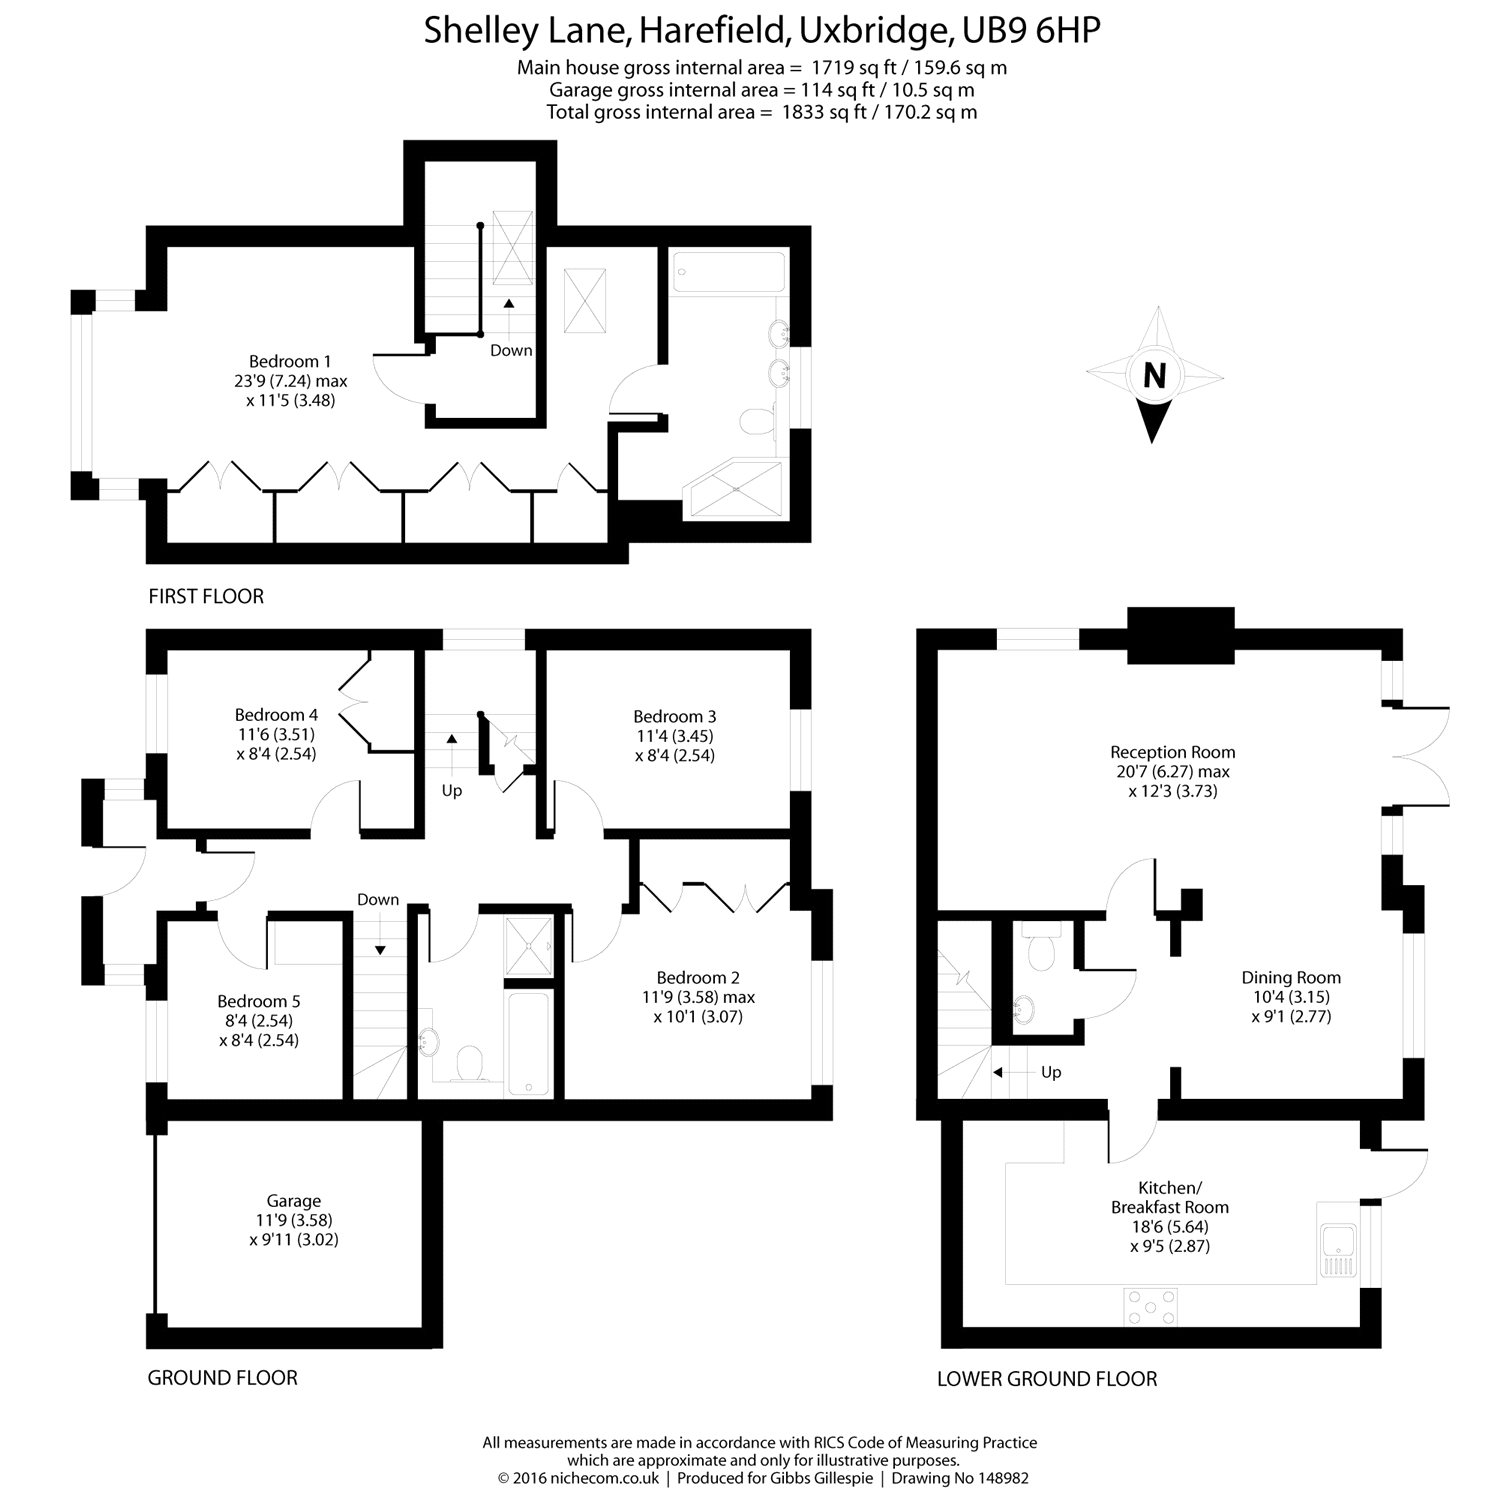 Shelley Lane, Harefield, Uxbridge, UB9 6HP
Main house gross internal area = 1719 sq ft / 159.6 sq m
Garage gross internal area = 114 sq ft / 10.5 sq m
Total gross internal area = 1833 sq ft / 170.2 sq m
Bedroom 1
23'9 (7.24) max
x 11'5 (3.48)
Down
N
FIRST FLOOR
Bedroom 4
11'6 (3.51)
x 8'4 (2.54)
Up
Bedroom 3
11'4 (3.45)
x 8'4 (2.54)
Down
Bedroom 5
8'4 (2.54)
x 8'4 (2.54)
Bedroom 2
11'9 (3.58) max
x 10'1 (3.07)
Garage
11'9 (3.58)
x 9'11 (3.02)
GROUND FLOOR
Reception Room
20'7 (6.27) max
x 12'3 (3.73)
Dining Room
10'4 (3.15)
x 9'1 (2.77)
Up
Kitchen/
Breakfast Room
18'6 (5.64)
x 9'5 (2.87)
LOWER GROUND FLOOR
All measurements are made in accordance with RICS Code of Measuring Practice
which are approximate and only for illustrative purposes.
© 2016 nichecom.co.uk | Produced for Gibbs Gillespie | Drawing No 148982